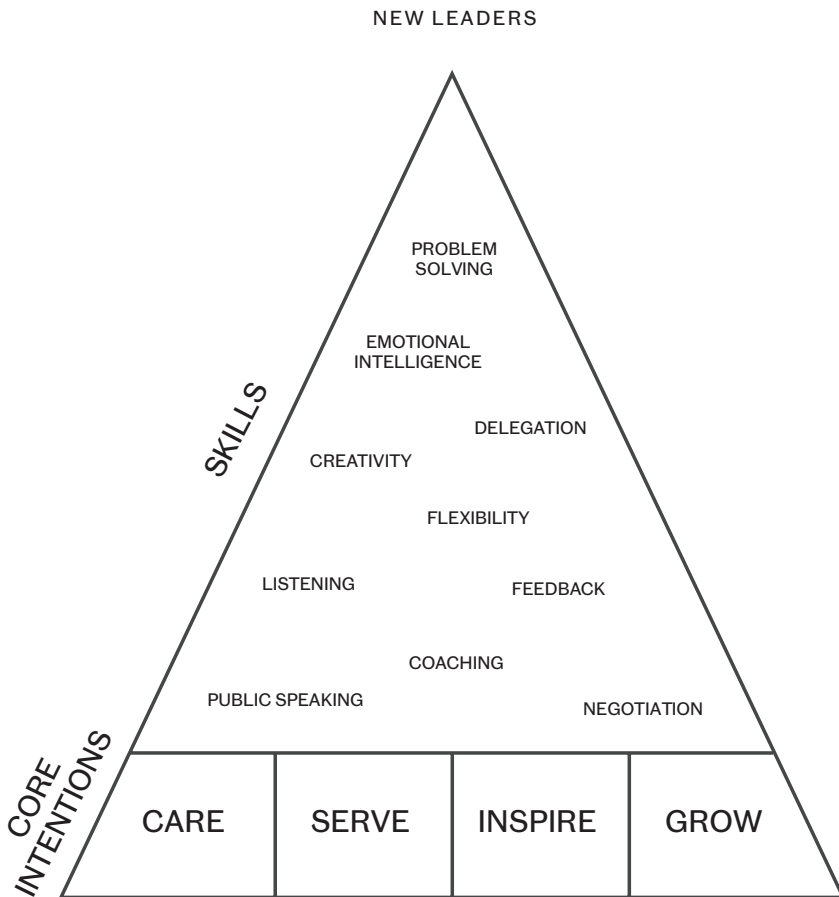 NEW LEADERS
PROBLEM
SOLVING
EMOTIONAL
INTELLIGENCE
DELEGATION
CREATIVITY
FLEXIBILITY
LISTENING
FEEDBACK
COACHING
PUBLIC SPEAKING
NEGOTIATION
SKILLS
CORE
INTENTIONS
CARE
SERVE
INSPIRE
GROW